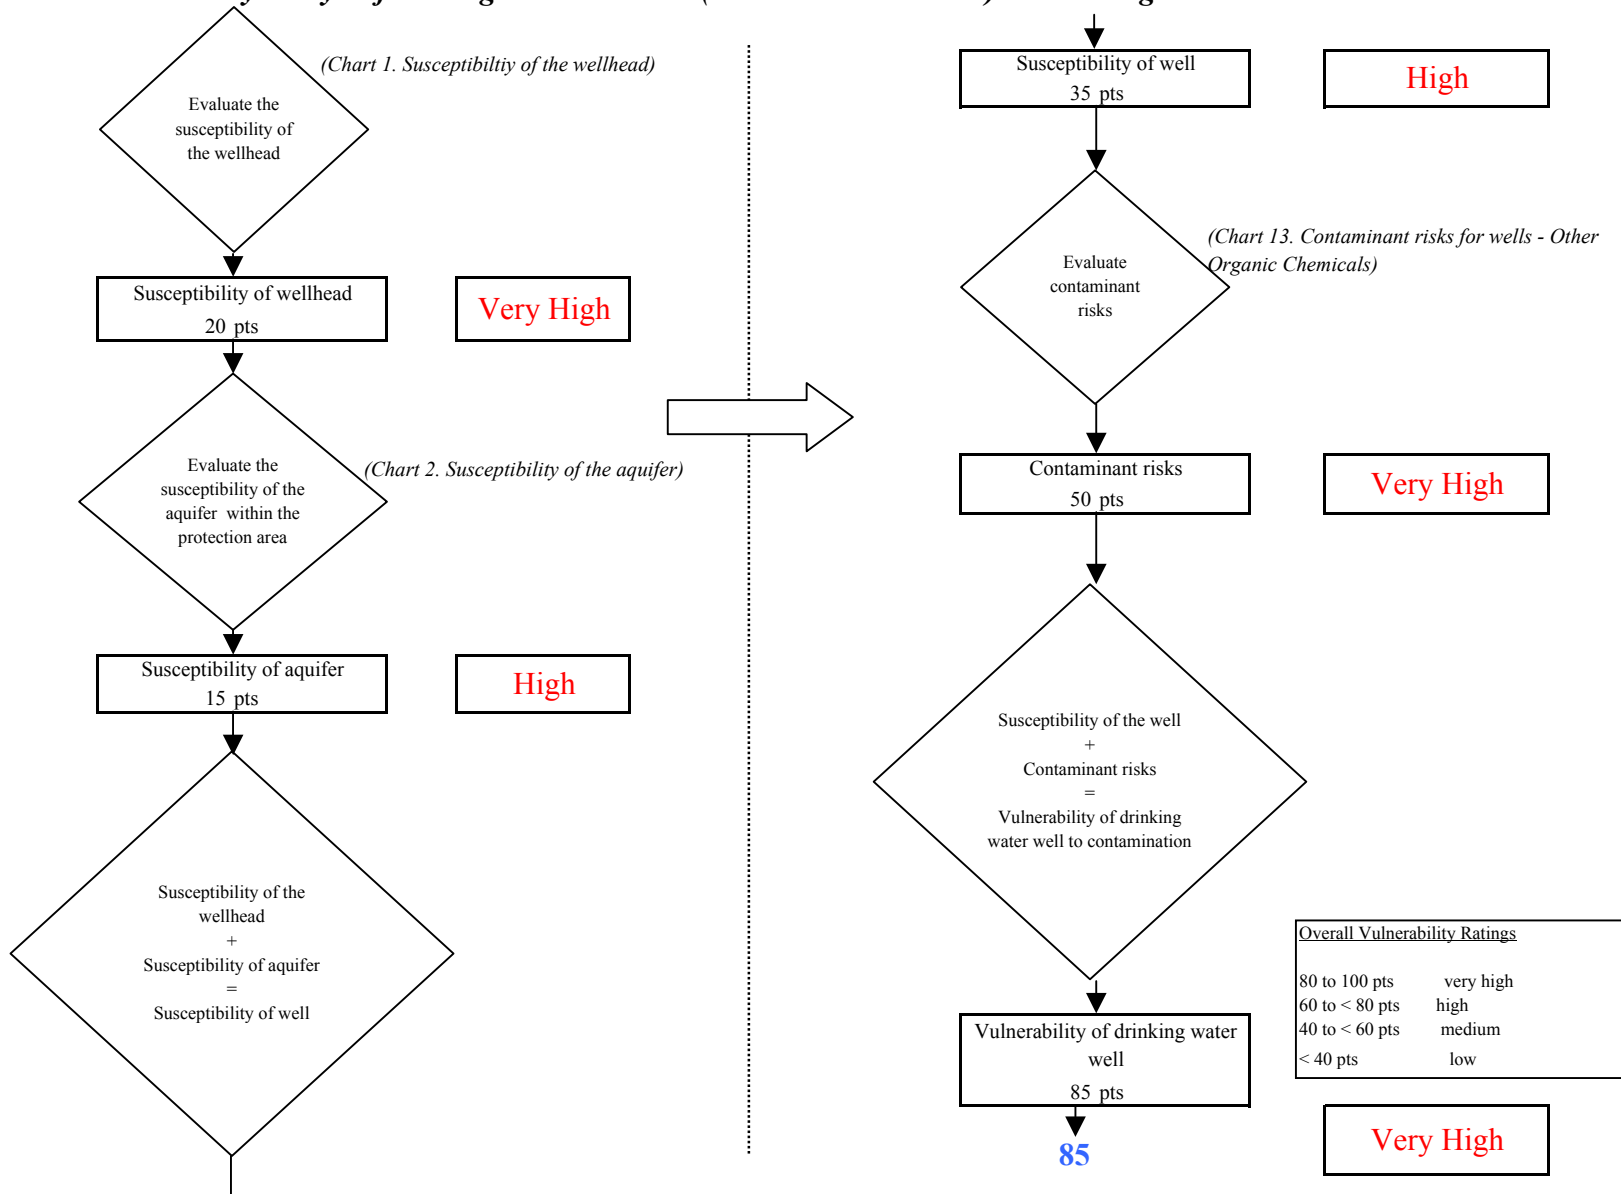 (Chart 1. Susceptibiltiy of the wellhead)
Evaluate the
susceptibility of
the wellhead
Susceptibility of wellhead
20 pts
Very High
Evaluate the
susceptibility of the
aquifer within the
protection area
(Chart 2. Susceptibility of the aquifer)
Susceptibility of aquifer
15 pts
High
Susceptibility of the
wellhead
+
Susceptibility of aquifer
=
Susceptibility of well
Susceptibility of well
35 pts
High
Evaluate
contaminant
risks
(Chart 13. Contaminant risks for wells - Other
Organic Chemicals)
Contaminant risks
50 pts
Very High
Susceptibility of the well
+
Contaminant risks
=
Vulnerability of drinking
water well to contamination
Vulnerability of drinking water
well
85 pts
85
Overall Vulnerability Ratings
80 to 100 pts very high
60 to < 80 pts high
40 to < 60 pts medium
< 40 pts low
Very High